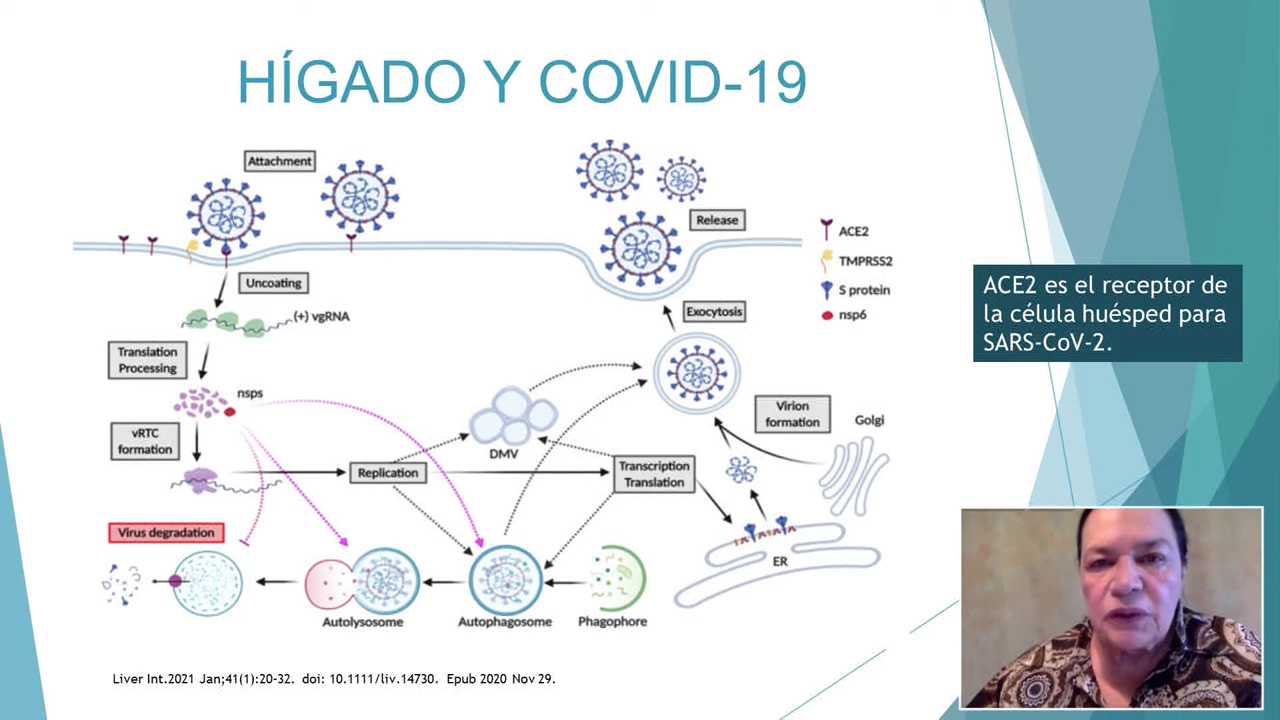 HÍGADO Y COVID-19
Attachment
Release
ACE2
TMPRSS2
S protein
nsp6
Uncoating
Exocytosis
(+) vgRNA
Translation
Processing
nsps
vRTC
formation
DMV
Virion
formation
Golgi
Replication
Transcription
Translation
Virus degradation
ER
Autolysosome
Autophagosome
Phagophore
ACE2 es el receptor de
la célula huésped para
SARS-CoV-2.
Liver Int.2021 Jan;41(1):20-32. doi: 10.1111/liv.14730. Epub 2020 Nov 29.